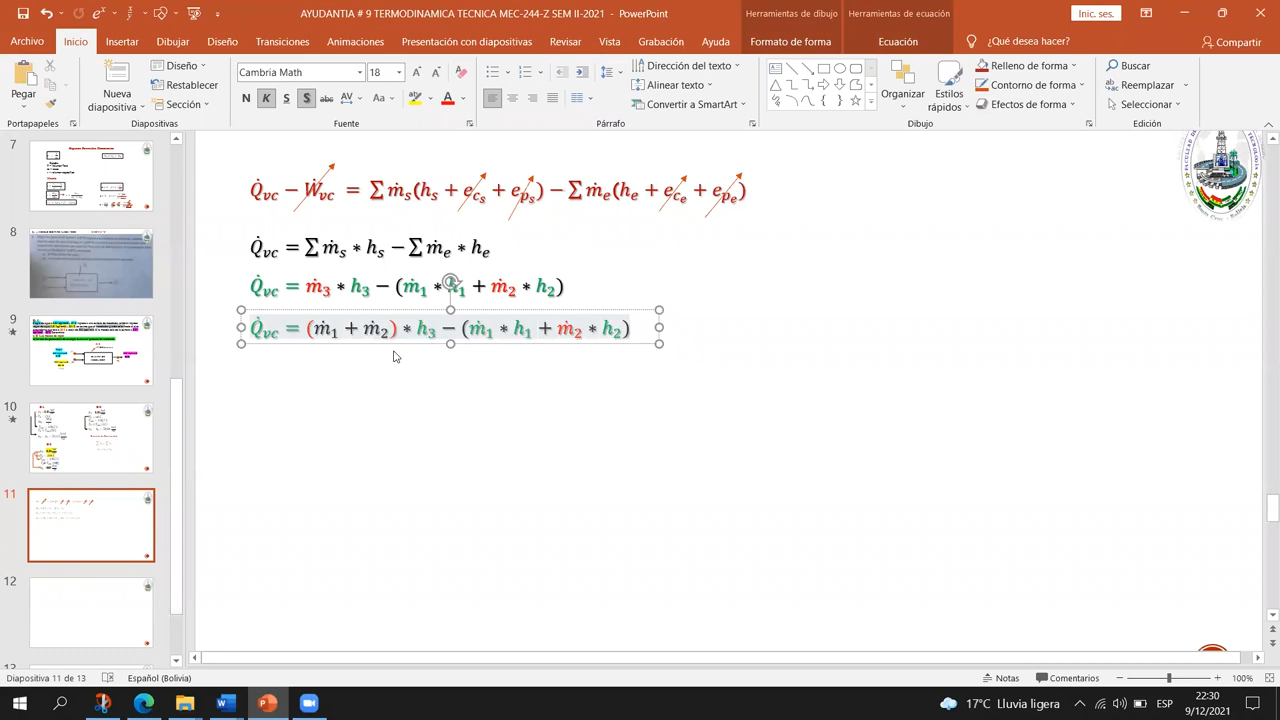 AYUDANTIA # 9 TERMODINAMICA TECNICA MEC-244-Z SEM II-2021 - PowerPoint
Herramientas de dibujo
Herramientas de ecuación
Inic. ses.
Archivo
Inicio
Insertar
Dibujar
Diseño
Transiciones
Animaciones
Presentación con diapositivas
Revisar
Vista
Grabación
Ayuda
Formato de forma
Ecuación
¿Qué desea hacer?
Compartir
Pegar
Nueva
diapositiva
Diseño
Restablecer
Sección
Cambria Math
18
N K S S abc AV Aa
A
Dirección del texto
Alinear texto
Convertir a SmartArt
Organizar
Estilos
rápidos
Relleno de forma
Contorno de forma
Efectos de forma
Buscar
Reemplazar
Seleccionar
Portapapeles
Diapositivas
Fuente
Párrafo
Dibujo
Edición
7
8
9
10
11
12
Q̇vc − Ẇvc = ∑ṁs(hs + ecs + eps) − ∑ṁe(he + ece + epe)
Q̇vc = ∑ṁs ∗ hs − ∑ṁe ∗ he
Q̇vc = ṁ3 ∗ h3 − (ṁ1 ∗ h1 + ṁ2 ∗ h2)
Q̇vc = (ṁ1 + ṁ2) ∗ h3 − (ṁ1 ∗ h1 + ṁ2 ∗ h2)
Diapositiva 11 de 13
Español (Bolivia)
Notas
Comentarios
100%
17°C Lluvia ligera
ESP
22:30
9/12/2021